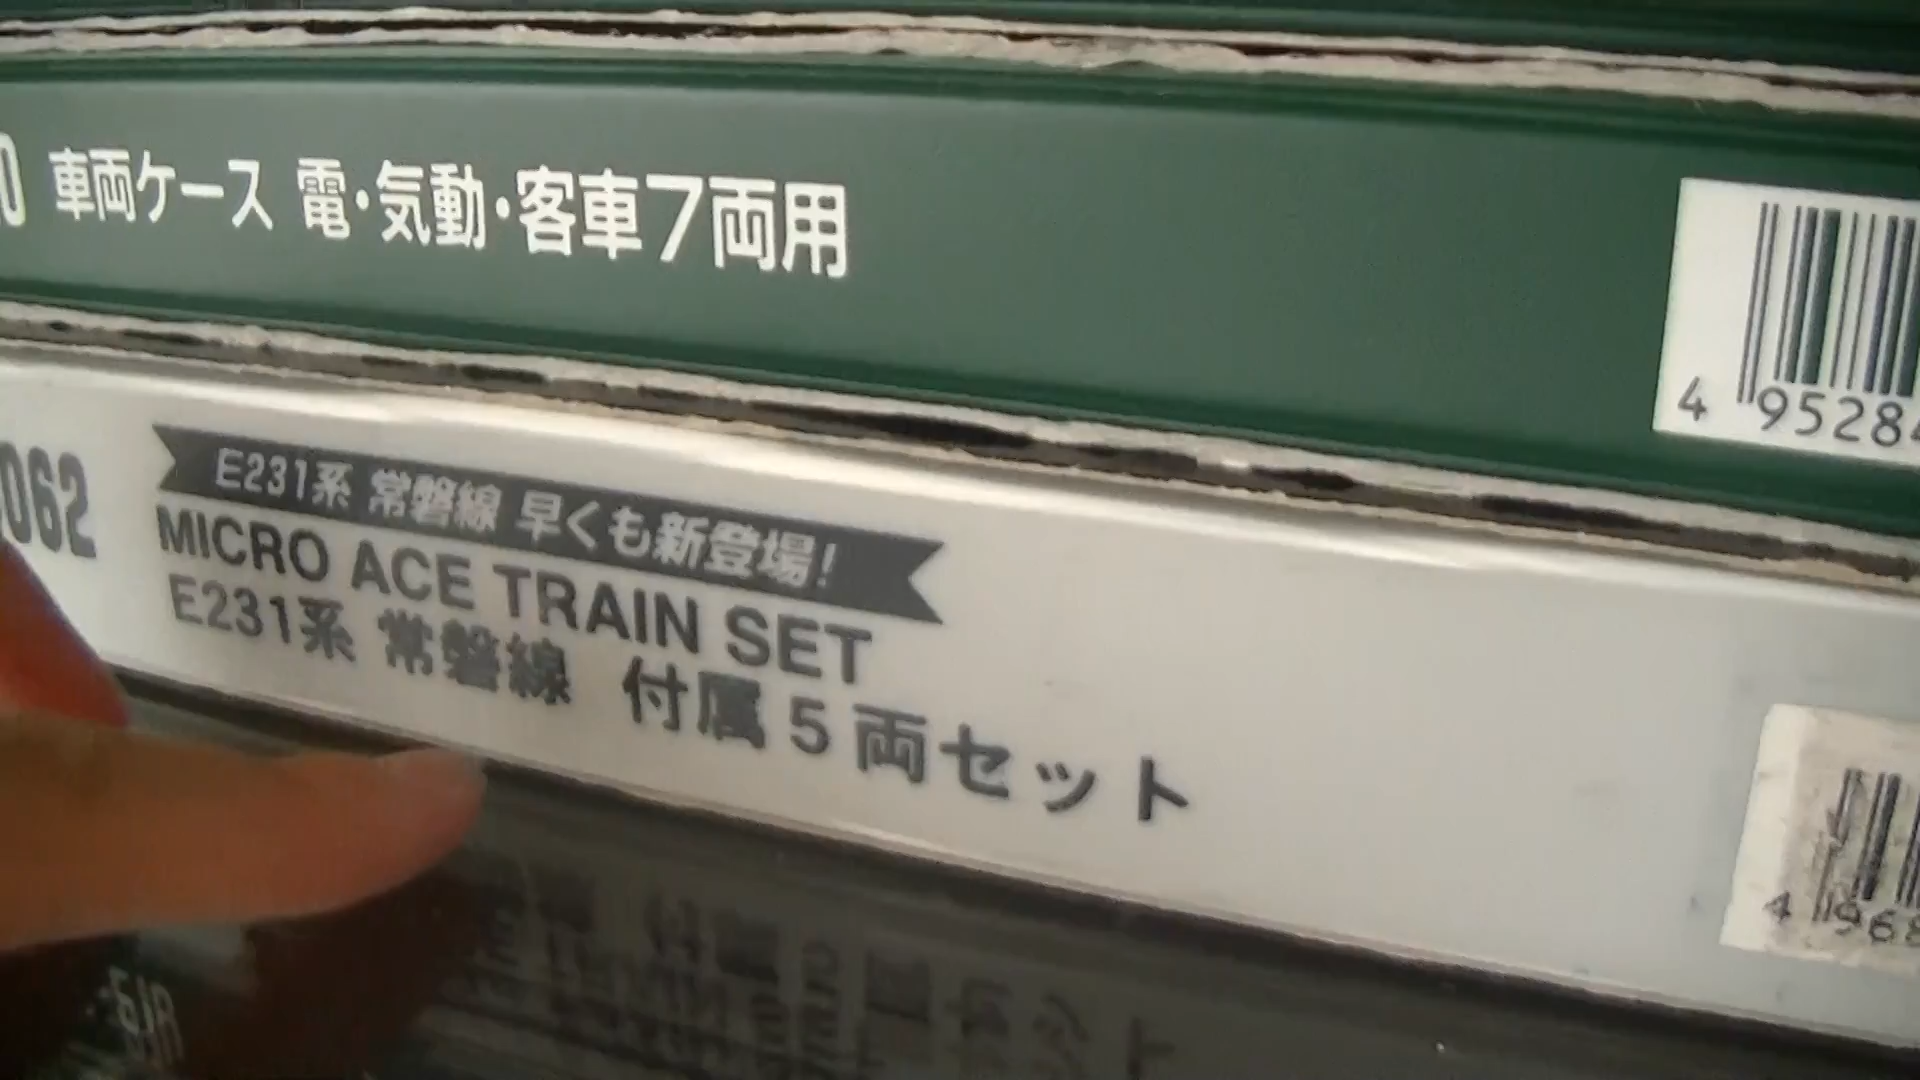 車両ケース 電・気動・客車7両用
4 95284
062
E231系 常磐線 早くも新登場!
MICRO ACE TRAIN SET
E231系 常磐線 付属5両セット
4 968